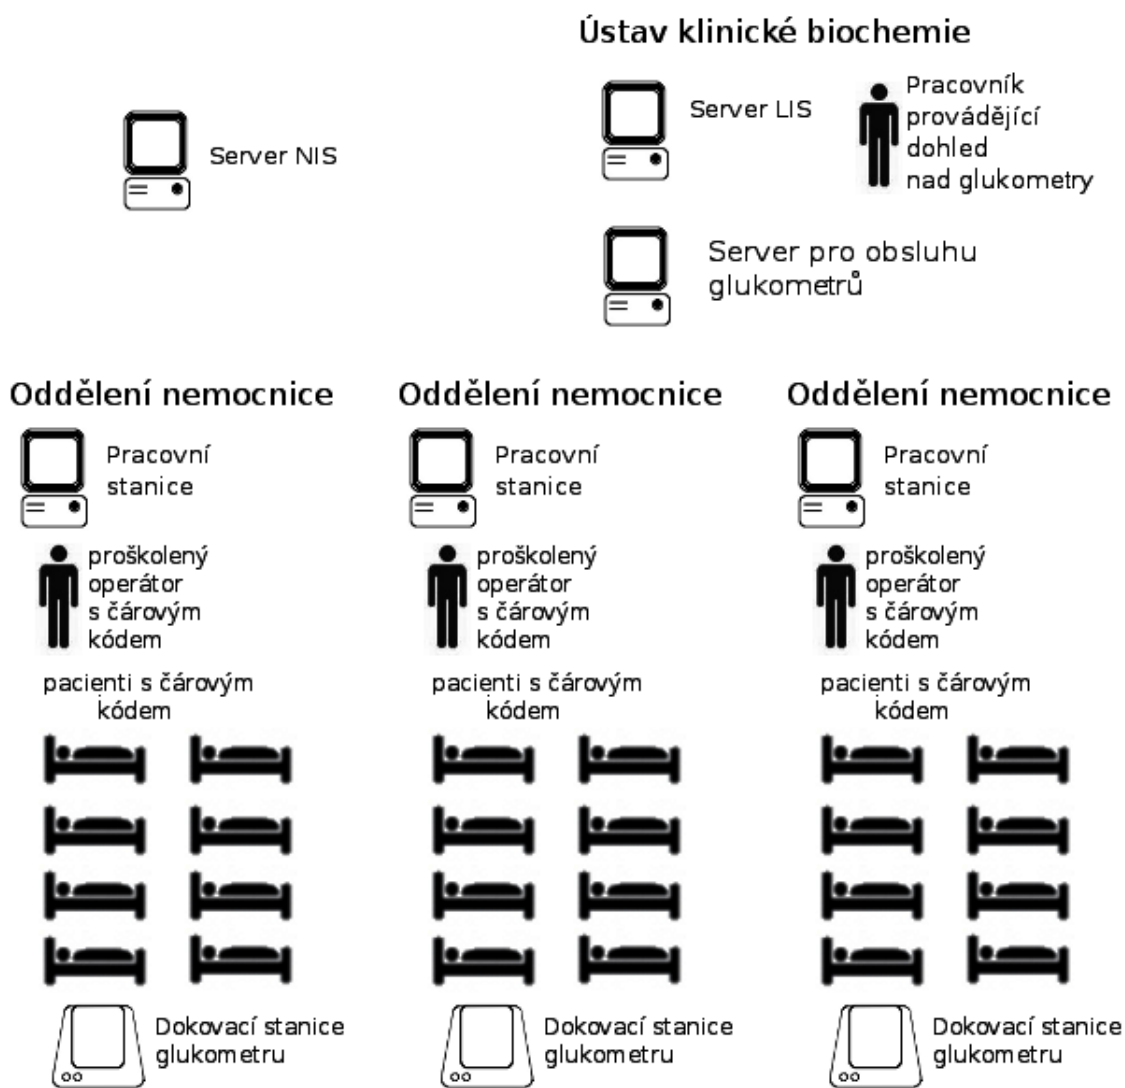 Ústav klinické biochemie
Server NIS
Server LIS
Pracovník
provádějící
dohled
nad glukometry
Server pro obsluhu
glukometrů
Oddělení nemocnice
Pracovní
stanice
proškolený
operátor
s čárovým
kódem
pacienti s čárovým
kódem
Dokovací stanice
glukometru
Oddělení nemocnice
Pracovní
stanice
proškolený
operátor
s čárovým
kódem
pacienti s čárovým
kódem
Dokovací stanice
glukometru
Oddělení nemocnice
Pracovní
stanice
proškolený
operátor
s čárovým
kódem
pacienti s čárovým
kódem
Dokovací stanice
glukometru